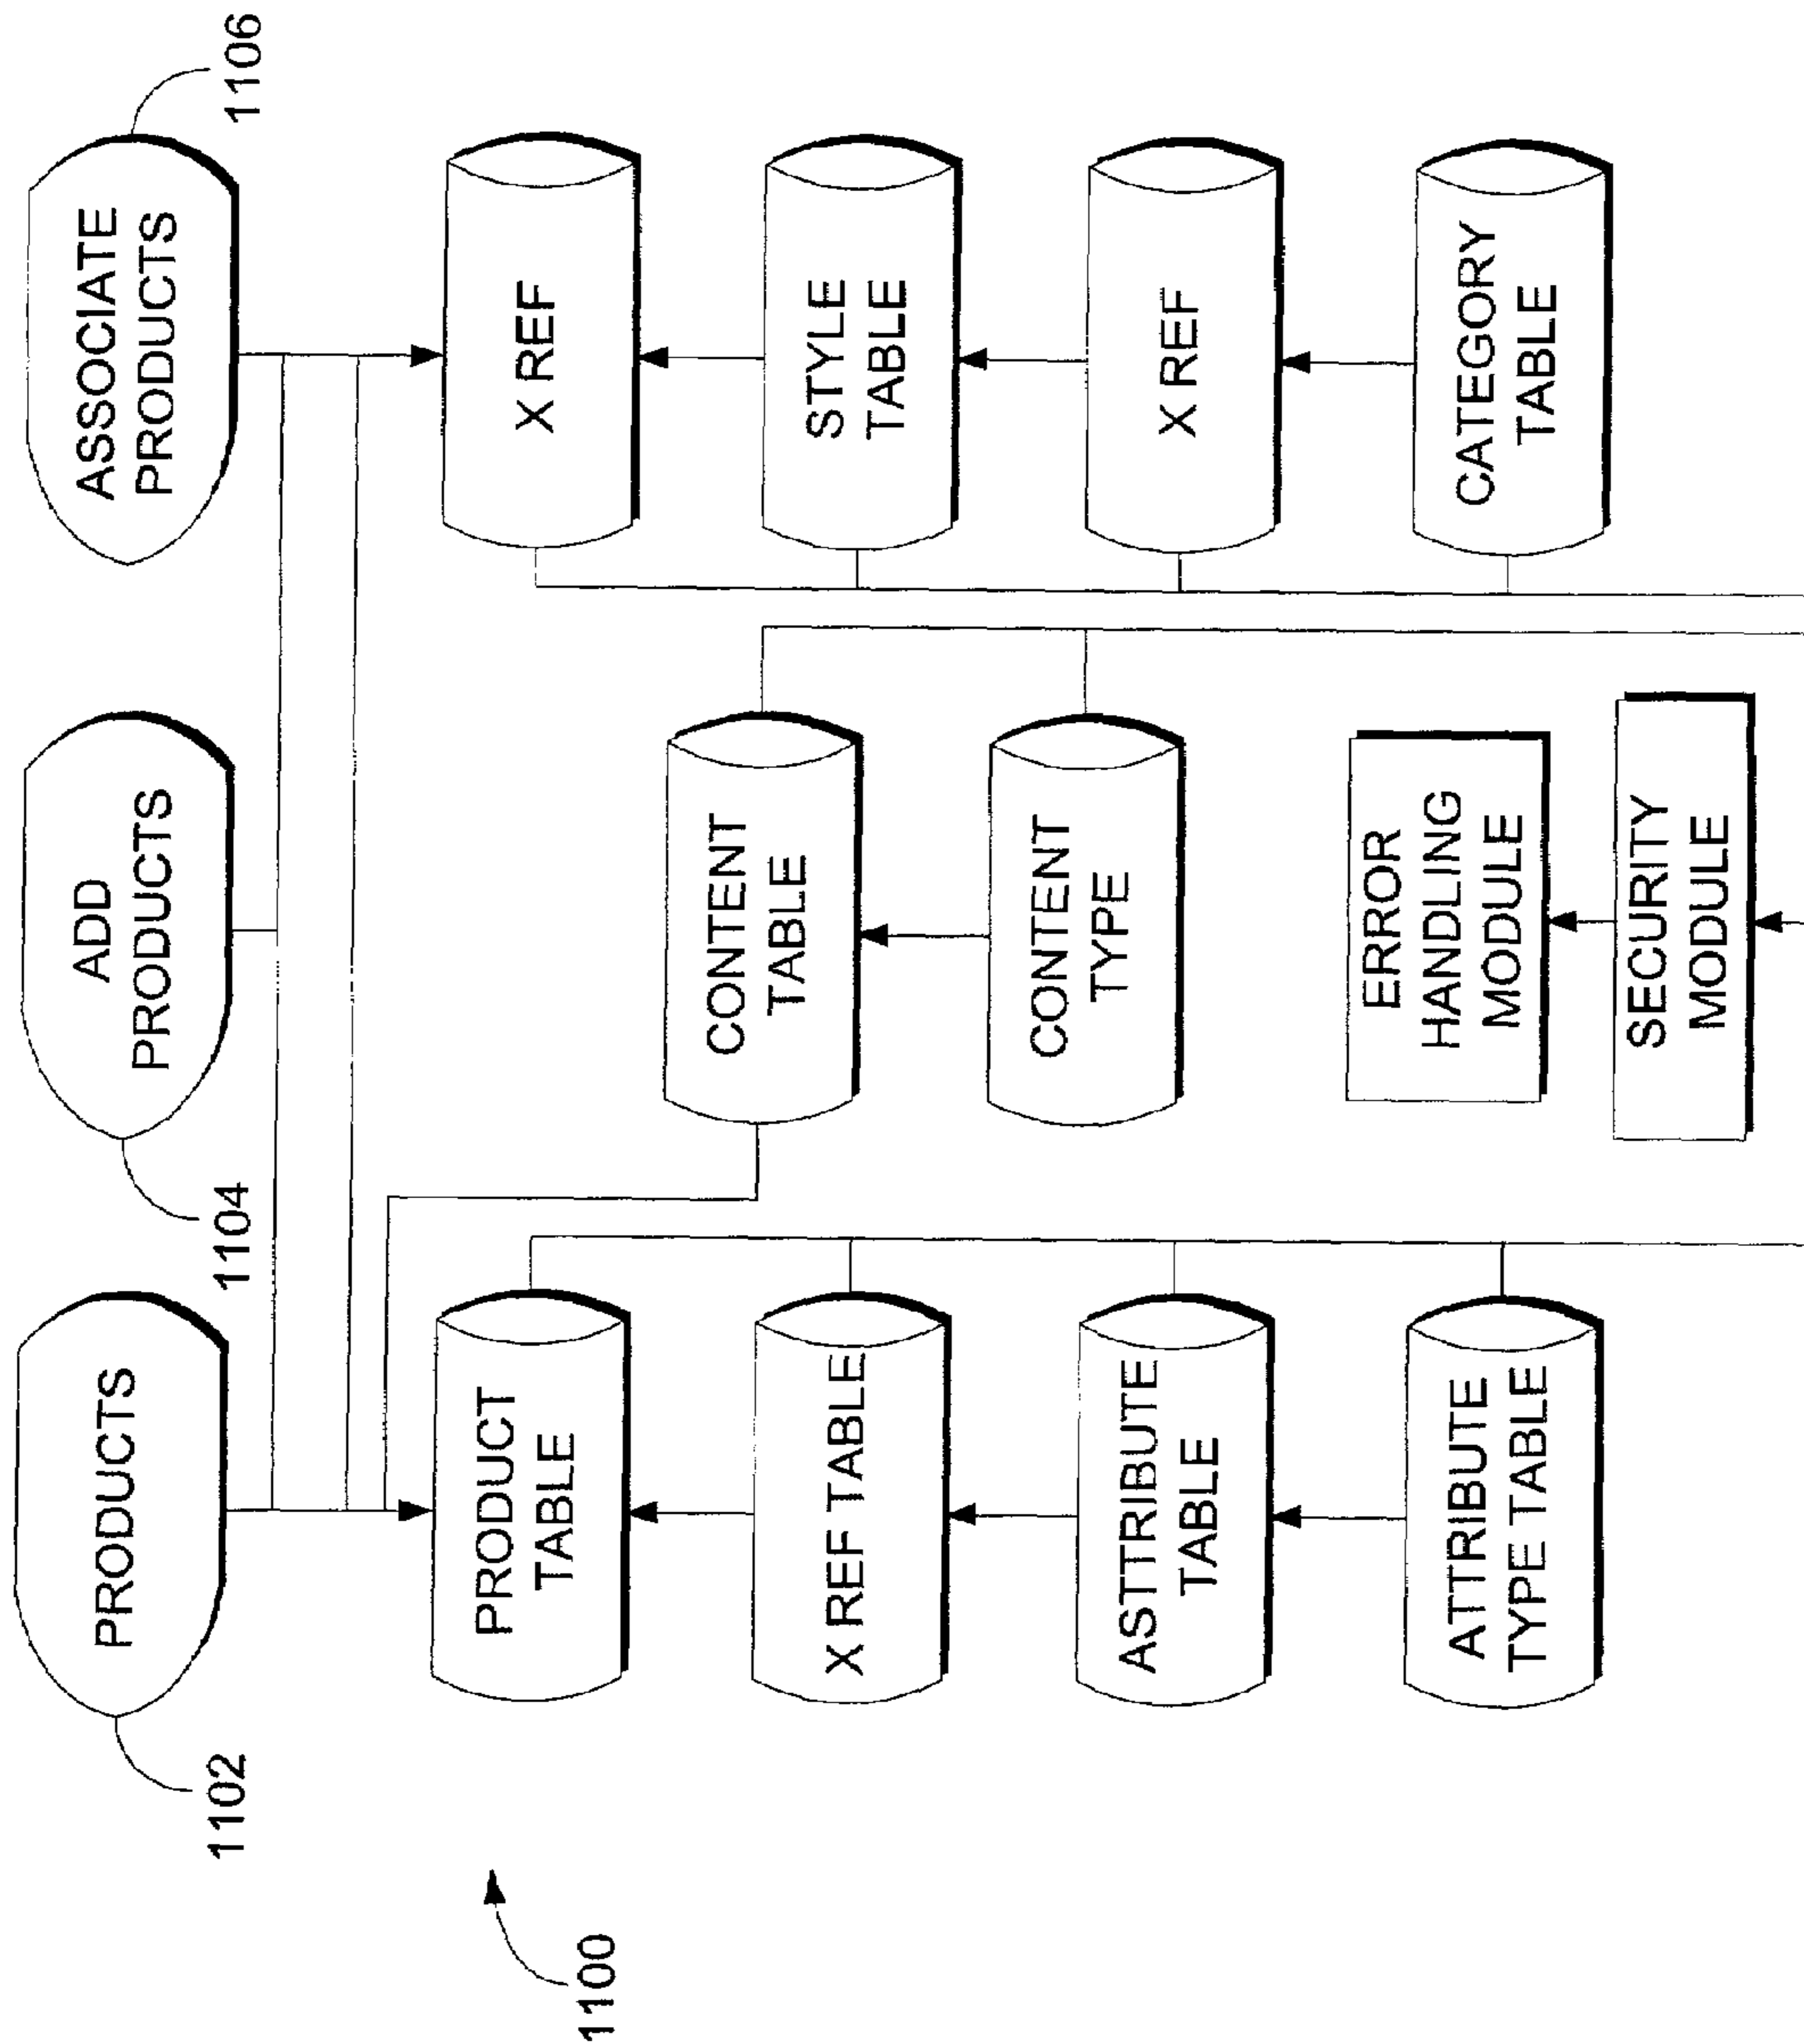 PRODUCTS
ADD
PRODUCTS
ASSOCIATE
PRODUCTS
1102
1104
1106
PRODUCT
TABLE
X REF
1100
CONTENT
TABLE
X REF TABLE
STYLE
TABLE
CONTENT
TYPE
ASTTRIBUTE
TABLE
X REF
ERROR
HANDLING
MODULE
ATTRIBUTE
TYPE TABLE
CATEGORY
TABLE
SECURITY
MODULE